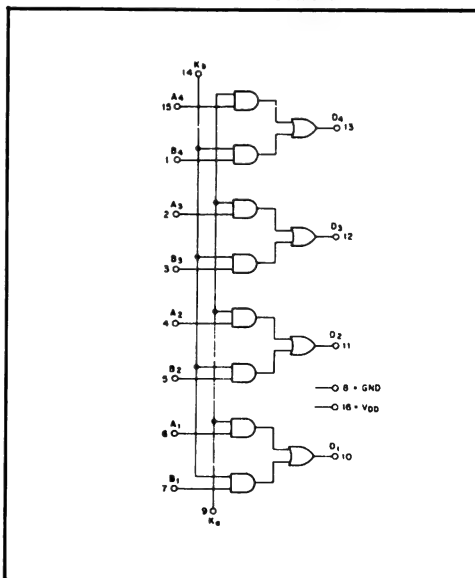 Kb
14
A4
15
D4
13
B4
1
A3
2
D3
12
B3
3
A2
4
D2
11
B2
5
8 = GND
16 = VDD
A1
6
D1
10
B1
7
9
Ka